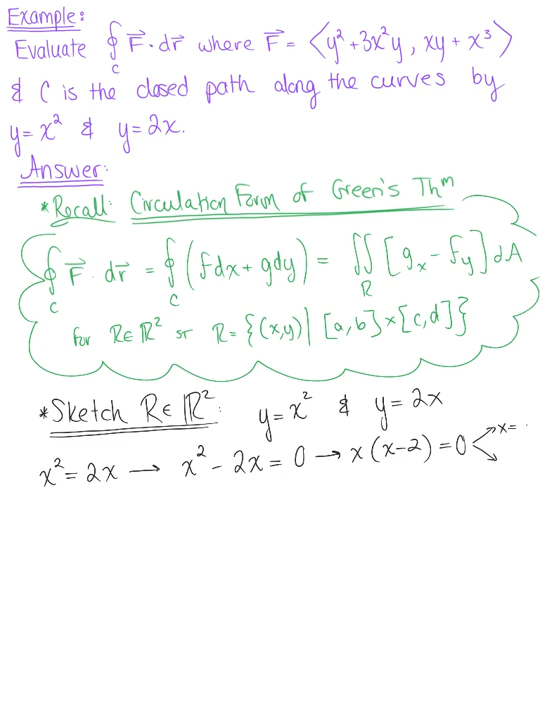 Example:
Evaluate ∮_C F⃗·dr⃗ where F⃗ = ⟨y² + 3x²y, xy + x³⟩
& C is the closed path along the curves by
y = x² & y = 2x.
Answer:
*Recall: Circulation Form of Green's Thᵐ
∮_C F⃗ · dr⃗ = ∮_C (fdx + gdy) = ∬_R [g_x - f_y] dA
for R∈ℝ² st R = {(x,y) | [a,b]×[c,d]}
*Sketch R∈ℝ²: y = x² & y = 2x
x² = 2x → x² - 2x = 0 → x(x-2) = 0 < x=